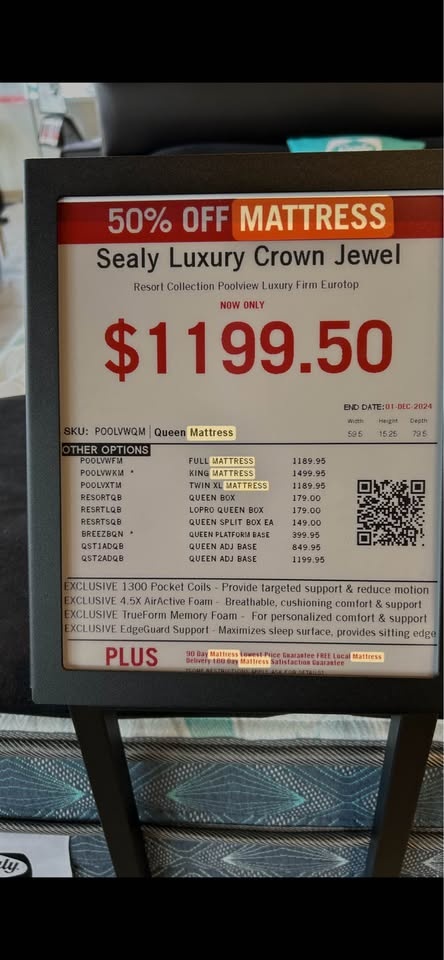 50% OFF MATTRESS
Sealy Luxury Crown Jewel
Resort Collection Poolview Luxury Firm Eurotop
NOW ONLY
$1199.50
END DATE:01-DEC-2024
Width Height Depth
SKU: POOLVWQM | Queen Mattress 59.5 15.25 79.5
OTHER OPTIONS
POOLVWFM FULL MATTRESS 1189.95
POOLVWKM * KING MATTRESS 1499.95
POOLVXTM TWIN XL MATTRESS 1189.95
RESORTQB QUEEN BOX 179.00
RESRTLQB LOPRO QUEEN BOX 179.00
RESRTSQB QUEEN SPLIT BOX EA 149.00
BREEZBQN * QUEEN PLATFORM BASE 399.95
QST1ADQB QUEEN ADJ BASE 849.95
QST2ADQB QUEEN ADJ BASE 1199.95
EXCLUSIVE 1300 Pocket Coils - Provide targeted support & reduce motion
EXCLUSIVE 4.5X AirActive Foam - Breathable, cushioning comfort & support
EXCLUSIVE TrueForm Memory Foam - For personalized comfort & support
EXCLUSIVE EdgeGuard Support - Maximizes sleep surface, provides sitting edge
PLUS 90 Day Mattress Lowest Price Guarantee FREE Local Mattress
Delivery 100 Day Mattress Satisfaction Guarantee